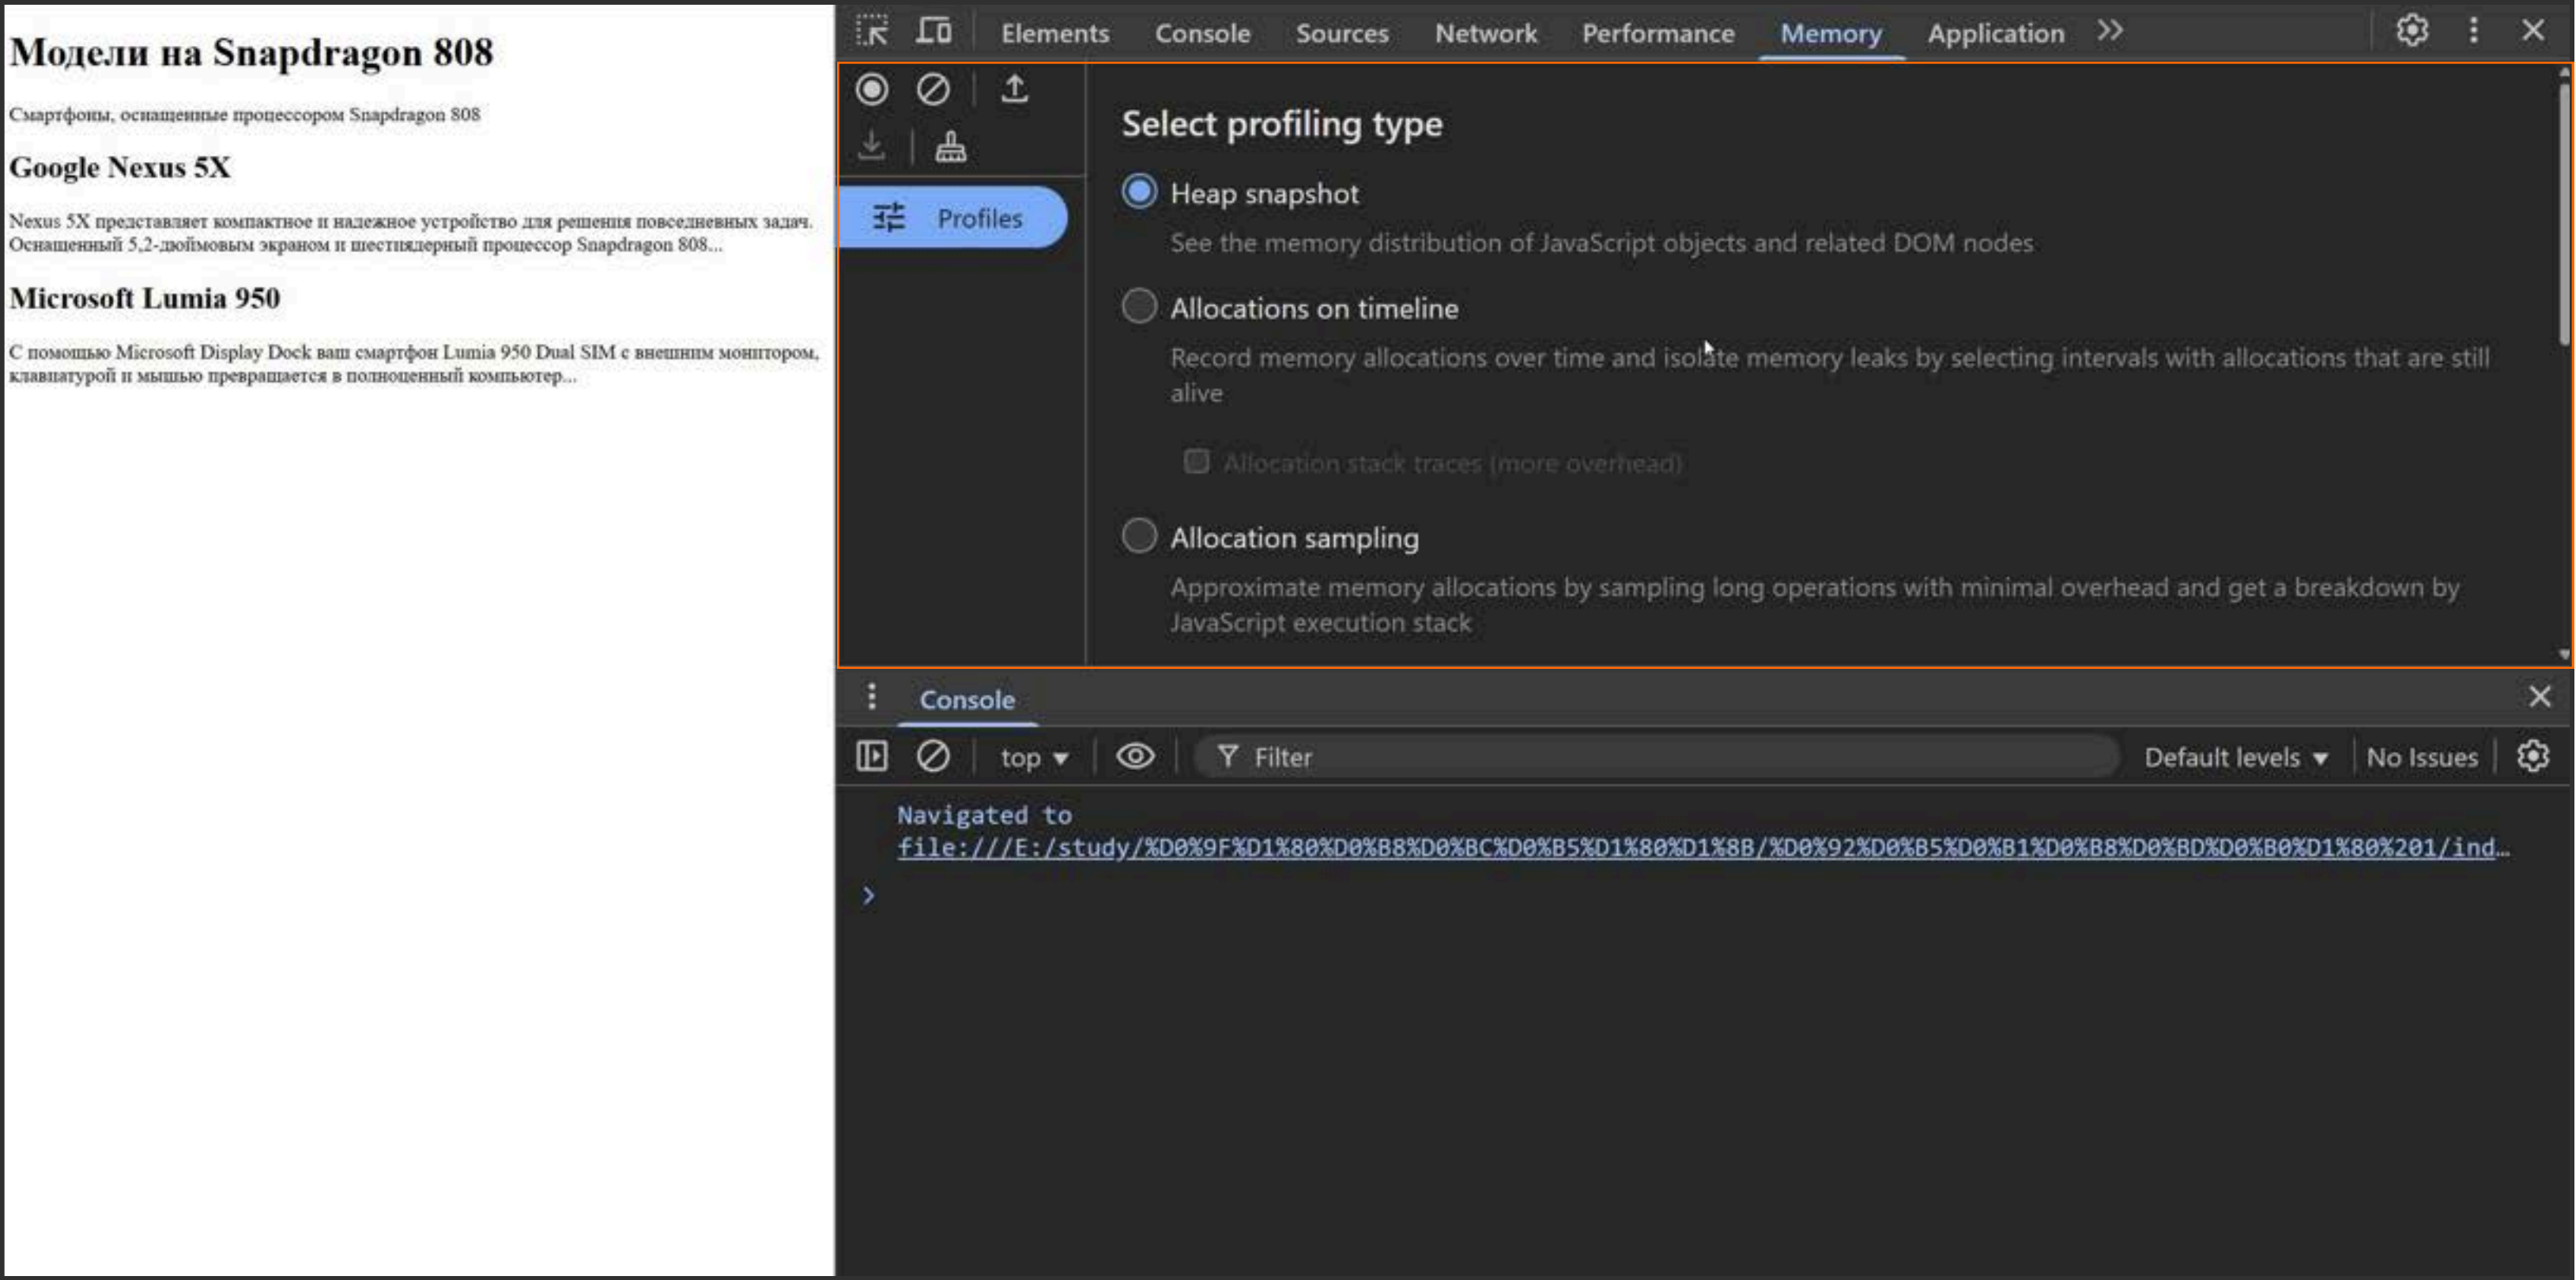 Модели на Snapdragon 808
Смартфоны, оснащенные процессором Snapdragon 808
Google Nexus 5X
Nexus 5X представляет компактное и надежное устройство для решения повседневных задач.
Оснащенный 5,2-дюймовым экраном и шестиядерный процессор Snapdragon 808...
Microsoft Lumia 950
С помощью Microsoft Display Dock ваш смартфон Lumia 950 Dual SIM с внешним монитором,
клавиатурой и мышью превращается в полноценный компьютер...
Elements Console Sources Network Performance Memory Application
Profiles
Select profiling type
Heap snapshot
See the memory distribution of JavaScript objects and related DOM nodes
Allocations on timeline
Record memory allocations over time and isolate memory leaks by selecting intervals with allocations that are still
alive
Allocation stack traces (more overhead)
Allocation sampling
Approximate memory allocations by sampling long operations with minimal overhead and get a breakdown by
JavaScript execution stack
Console
top Filter Default levels No Issues
Navigated to
file:///E:/study/%D0%9F%D1%80%D0%B8%D0%BC%D0%B5%D1%80%D1%8B/%D0%92%D0%B5%D0%B1%D0%B8%D0%BD%D0%B0%D1%80%201/ind…